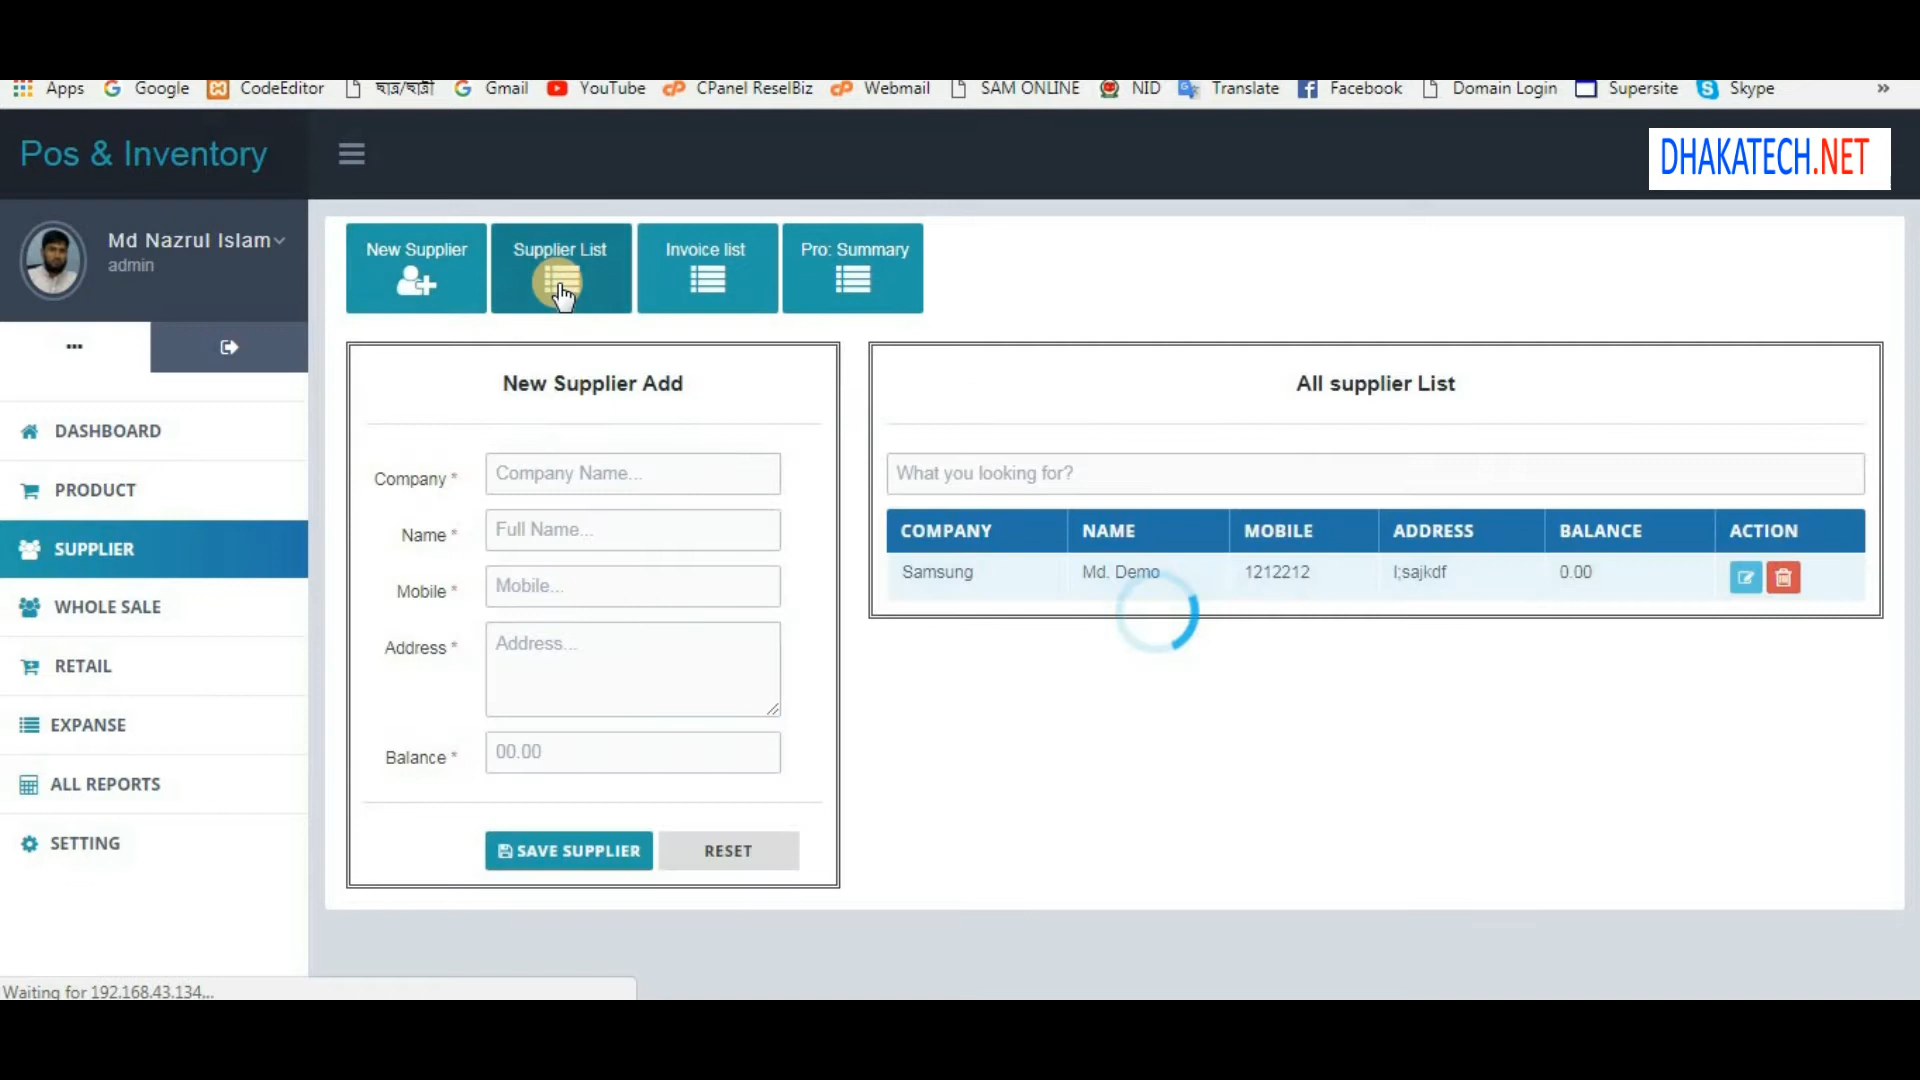 Apps Google CodeEditor ছাত্র/ছাত্রী Gmail YouTube CPanel ReselBiz Webmail SAM ONLINE NID Translate Facebook Domain Login Supersite Skype »
Pos & Inventory
DHAKATECH.NET
Md Nazrul Islam
admin
DASHBOARD
PRODUCT
SUPPLIER
WHOLE SALE
RETAIL
EXPANSE
ALL REPORTS
SETTING
New Supplier
Supplier List
Invoice list
Pro: Summary
New Supplier Add
Company * Company Name...
Name * Full Name...
Mobile * Mobile...
Address * Address...
Balance * 00.00
SAVE SUPPLIER RESET
All supplier List
What you looking for?
COMPANY NAME MOBILE ADDRESS BALANCE ACTION
Samsung Md. Demo 1212212 l;sajkdf 0.00
Waiting for 192.168.43.134...